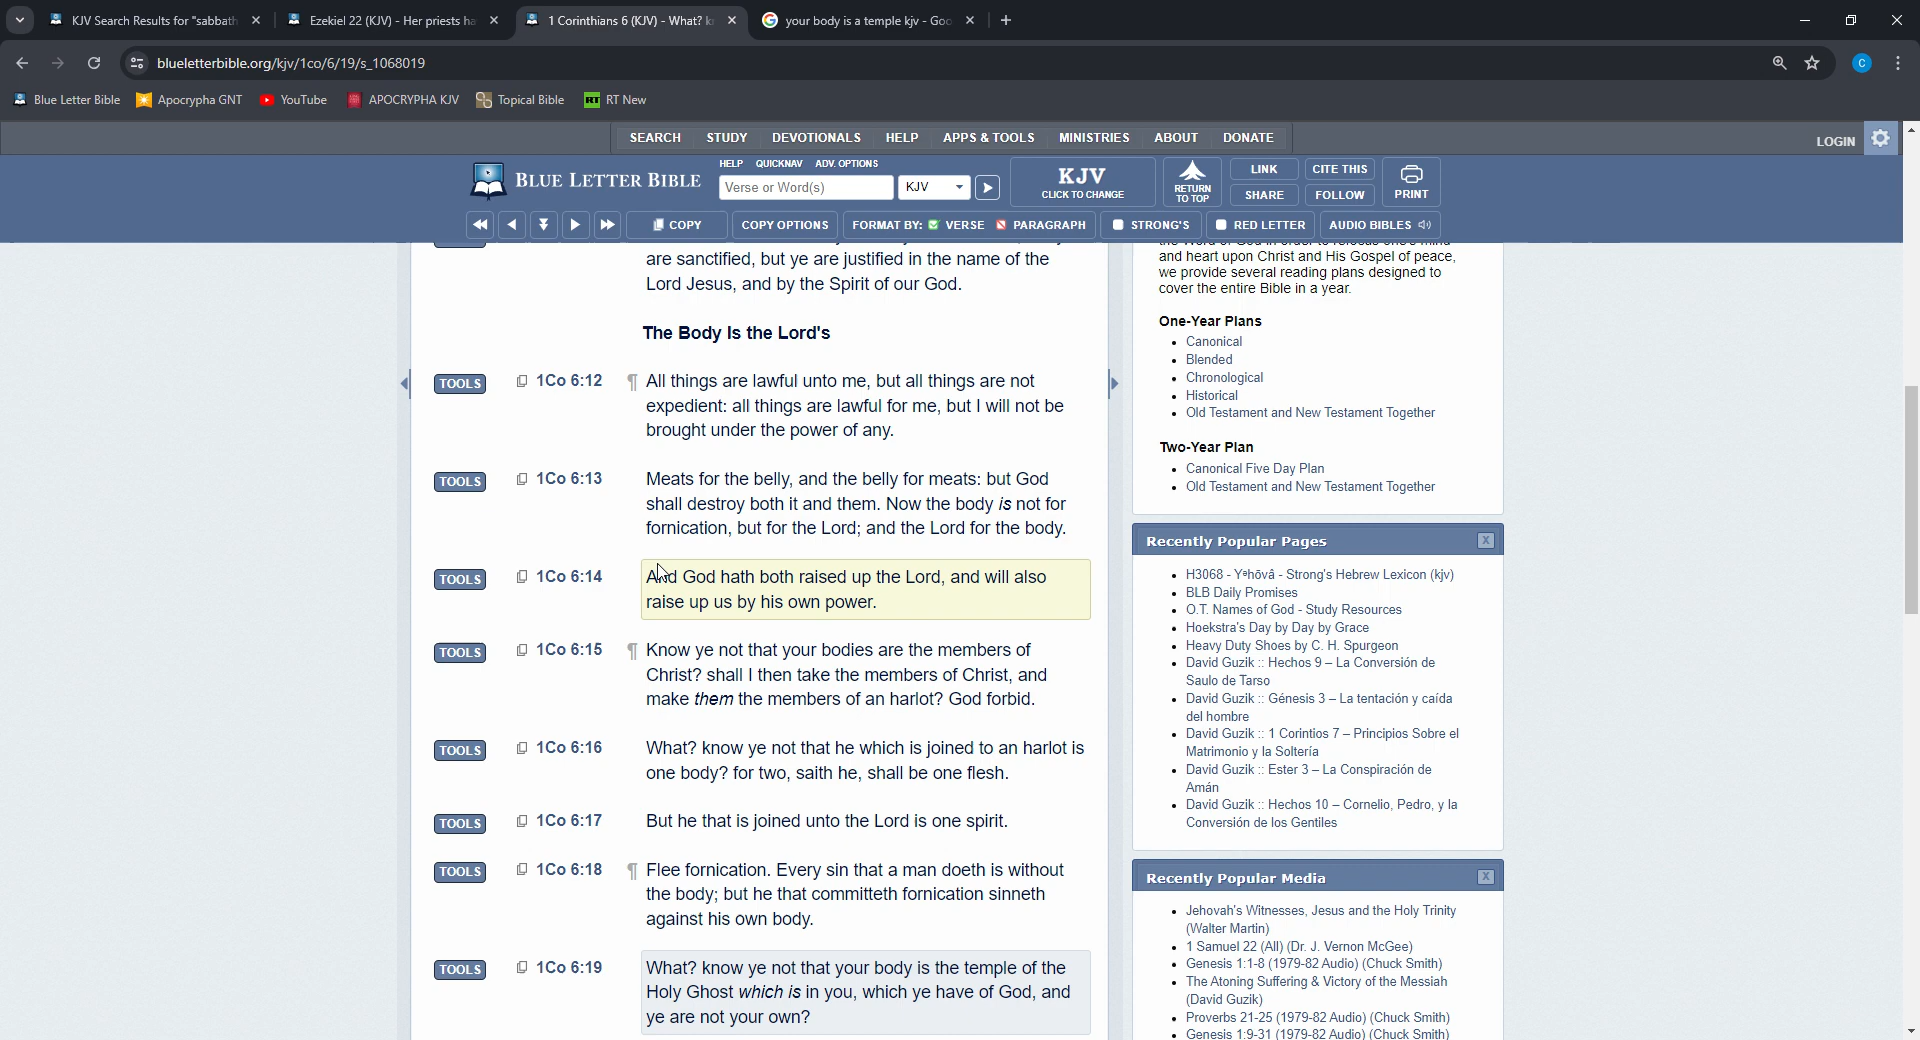 KJV Search Results for "sabbath
Ezekiel 22 (KJV) - Her priests ha
1 Corinthians 6 (KJV) - What? k
your body is a temple kjv - Goo
blueletterbible.org/kjv/1co/6/19/s_1068019
C
Blue Letter Bible
Apocrypha GNT
YouTube
APOCRYPHA KJV
Topical Bible
RT New
SEARCH STUDY DEVOTIONALS HELP APPS & TOOLS MINISTRIES ABOUT DONATE
LOGIN
BLUE LETTER BIBLE
HELP QUICKNAV ADV. OPTIONS
Verse or Word(s)
KJV
KJV
CLICK TO CHANGE
RETURN
TO TOP
LINK
CITE THIS
SHARE
FOLLOW
PRINT
COPY
COPY OPTIONS
FORMAT BY: VERSE PARAGRAPH
STRONG'S
RED LETTER
AUDIO BIBLES
are sanctified, but ye are justified in the name of the
Lord Jesus, and by the Spirit of our God.
The Body Is the Lord's
TOOLS 1Co 6:12 ¶ All things are lawful unto me, but all things are not
expedient: all things are lawful for me, but I will not be
brought under the power of any.
TOOLS 1Co 6:13 Meats for the belly, and the belly for meats: but God
shall destroy both it and them. Now the body is not for
fornication, but for the Lord; and the Lord for the body.
TOOLS 1Co 6:14 And God hath both raised up the Lord, and will also
raise up us by his own power.
TOOLS 1Co 6:15 ¶ Know ye not that your bodies are the members of
Christ? shall I then take the members of Christ, and
make them the members of an harlot? God forbid.
TOOLS 1Co 6:16 What? know ye not that he which is joined to an harlot is
one body? for two, saith he, shall be one flesh.
TOOLS 1Co 6:17 But he that is joined unto the Lord is one spirit.
TOOLS 1Co 6:18 ¶ Flee fornication. Every sin that a man doeth is without
the body; but he that committeth fornication sinneth
against his own body.
TOOLS 1Co 6:19 What? know ye not that your body is the temple of the
Holy Ghost which is in you, which ye have of God, and
ye are not your own?
the Word of God in order to refocus one's mind
and heart upon Christ and His Gospel of peace,
we provide several reading plans designed to
cover the entire Bible in a year.
One-Year Plans
Canonical
Blended
Chronological
Historical
Old Testament and New Testament Together
Two-Year Plan
Canonical Five Day Plan
Old Testament and New Testament Together
Recently Popular Pages X
H3068 - Yᵊhōvâ - Strong's Hebrew Lexicon (kjv)
BLB Daily Promises
O.T. Names of God - Study Resources
Hoekstra's Day by Day by Grace
Heavy Duty Shoes by C. H. Spurgeon
David Guzik :: Hechos 9 – La Conversión de
Saulo de Tarso
David Guzik :: Génesis 3 – La tentación y caída
del hombre
David Guzik :: 1 Corintios 7 – Principios Sobre el
Matrimonio y la Soltería
David Guzik :: Ester 3 – La Conspiración de
Amán
David Guzik :: Hechos 10 – Cornelio, Pedro, y la
Conversión de los Gentiles
Recently Popular Media X
Jehovah's Witnesses, Jesus and the Holy Trinity
(Walter Martin)
1 Samuel 22 (All) (Dr. J. Vernon McGee)
Genesis 1:1-8 (1979-82 Audio) (Chuck Smith)
The Atoning Suffering & Victory of the Messiah
(David Guzik)
Proverbs 21-25 (1979-82 Audio) (Chuck Smith)
Genesis 1:9-31 (1979-82 Audio) (Chuck Smith)